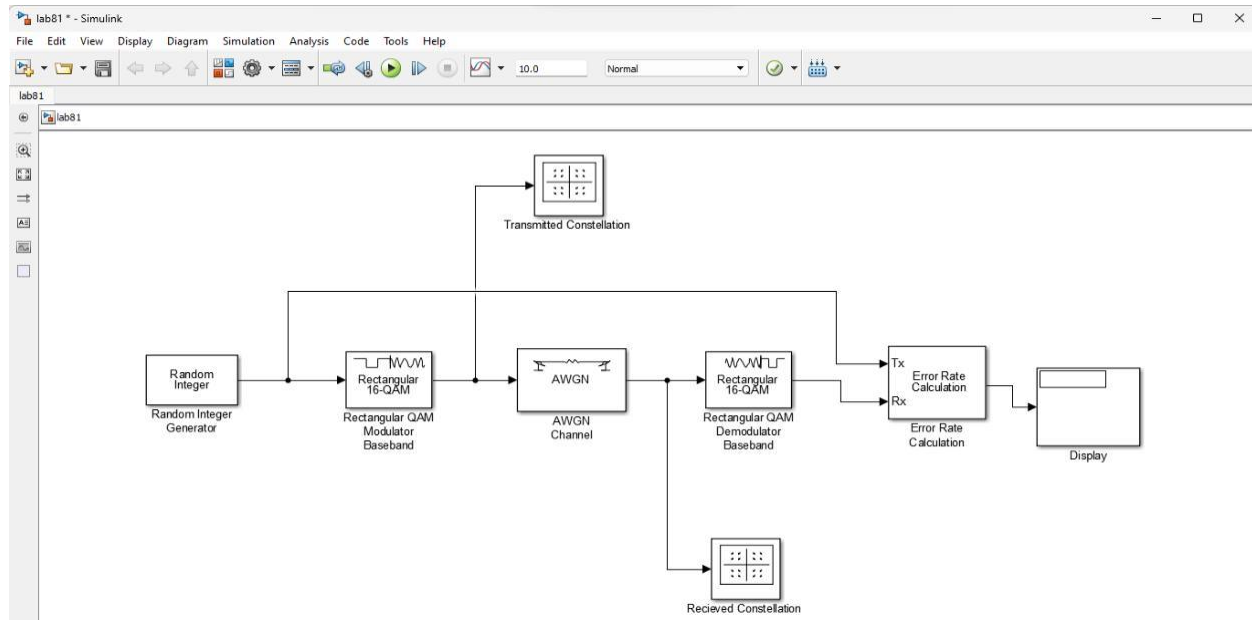 lab81 * - Simulink
File Edit View Display Diagram Simulation Analysis Code Tools Help
10.0 Normal
lab81
lab81
Transmitted Constellation
Random
Integer
Random Integer
Generator
Rectangular
16-QAM
Rectangular QAM
Modulator
Baseband
AWGN
AWGN
Channel
Rectangular
16-QAM
Rectangular QAM
Demodulator
Baseband
Tx
Rx
Error Rate
Calculation
Error Rate
Calculation
Display
Recieved Constellation